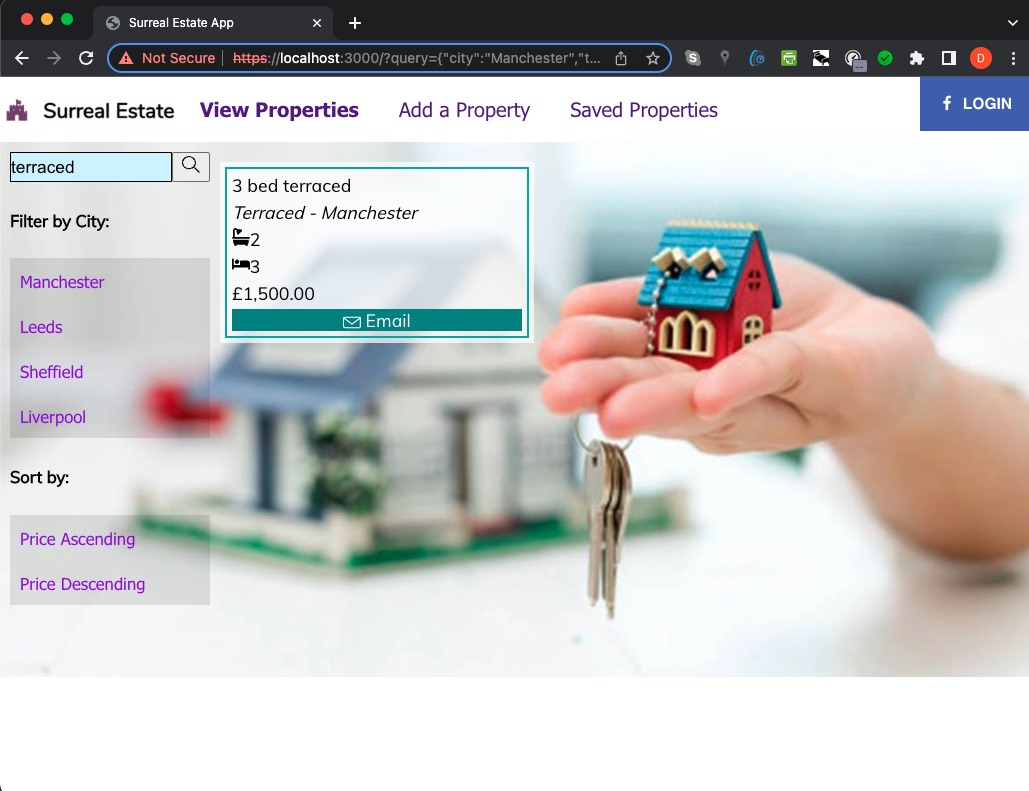 Surreal Estate App
Not Secure https://localhost:3000/?query={"city":"Manchester","t...
D
Surreal Estate
View Properties
Add a Property
Saved Properties
f LOGIN
terraced
Filter by City:
Manchester
Leeds
Sheffield
Liverpool
Sort by:
Price Ascending
Price Descending
3 bed terraced
Terraced - Manchester
2
3
£1,500.00
Email